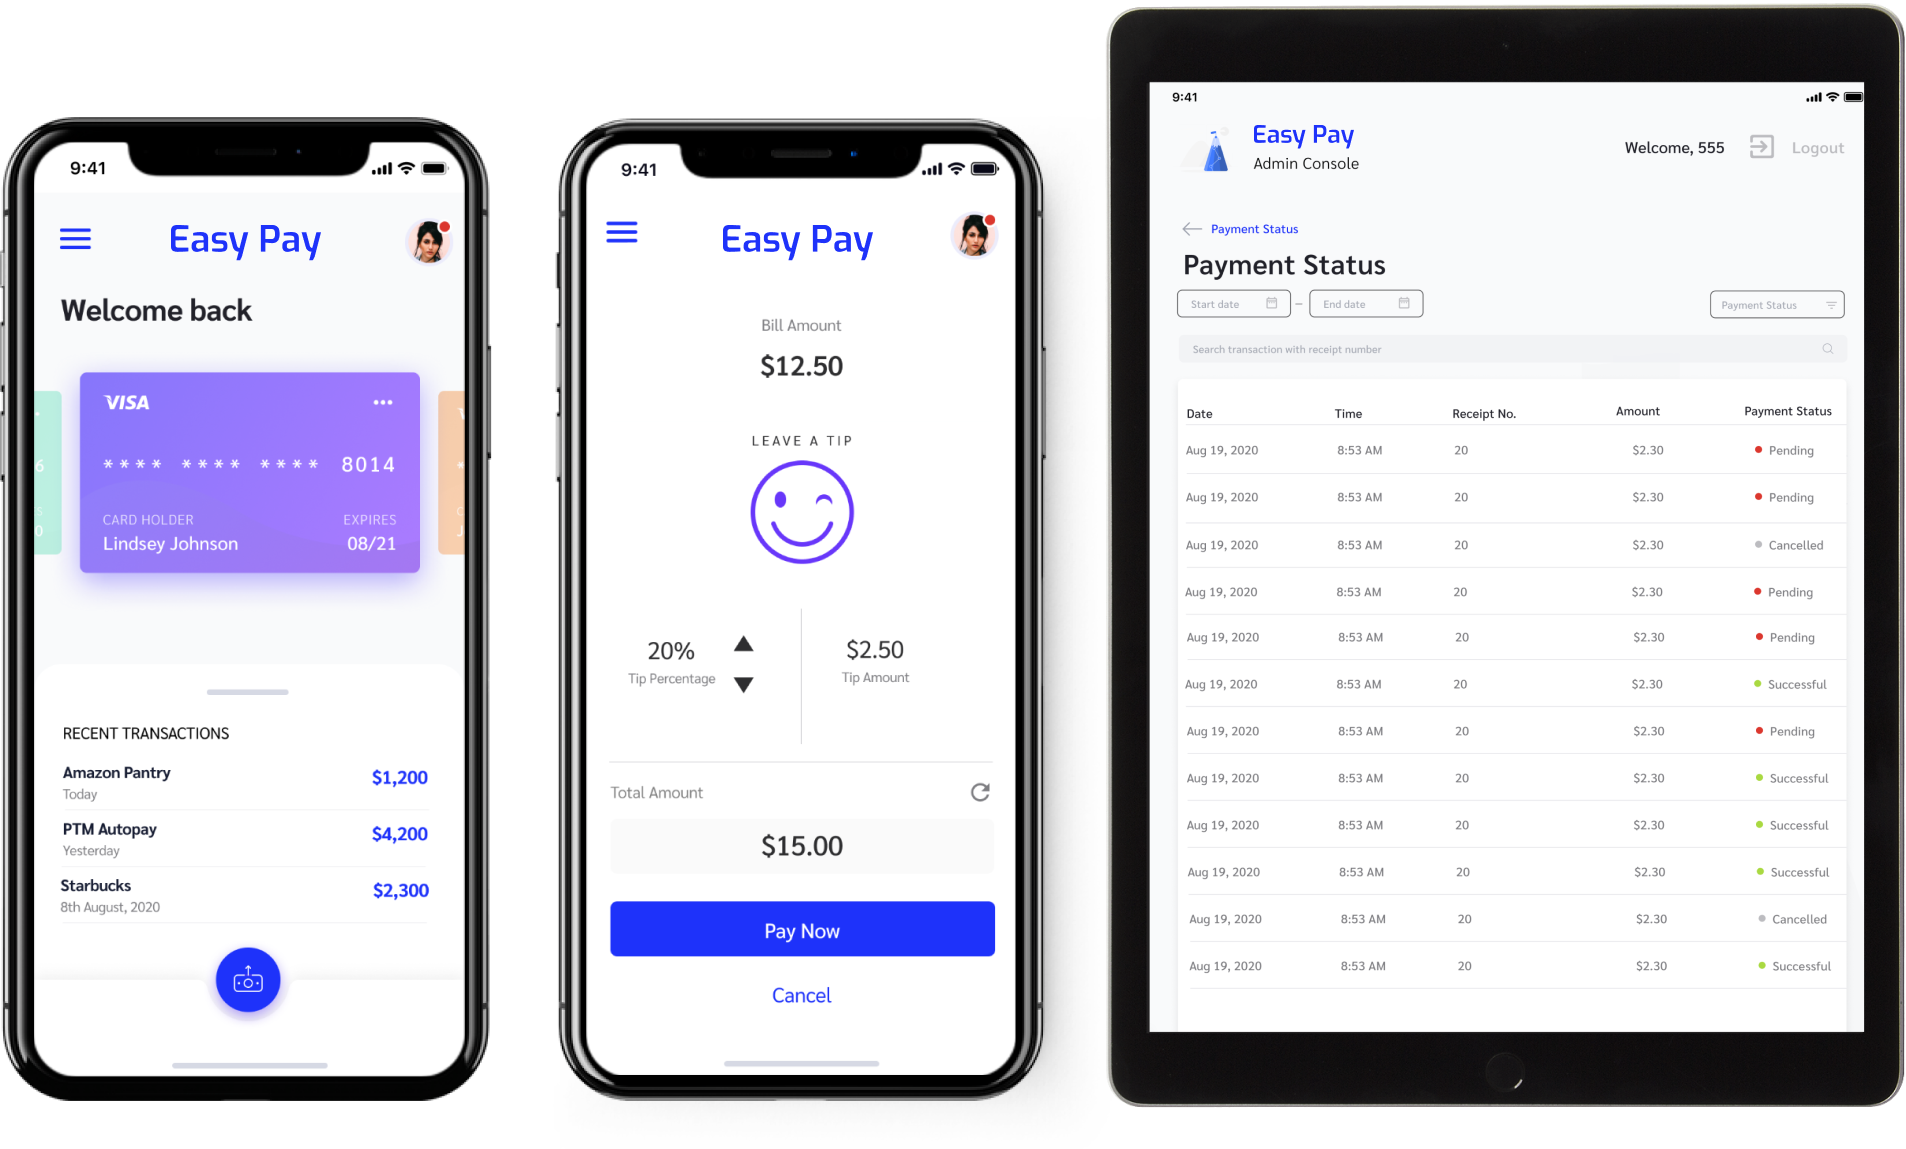 9:41
Easy Pay
Welcome back
VISA
**** **** **** 8014
CARD HOLDER EXPIRES
Lindsey Johnson 08/21
6
0
RECENT TRANSACTIONS
Amazon Pantry $1,200
Today
PTM Autopay $4,200
Yesterday
Starbucks $2,300
8th August, 2020
9:41
Easy Pay
Bill Amount
$12.50
LEAVE A TIP
20% $2.50
Tip Percentage Tip Amount
Total Amount
$15.00
Pay Now
Cancel
9:41
Easy Pay
Admin Console
Welcome, 555 Logout
Payment Status
Payment Status
Start date – End date Payment Status
Search transaction with receipt number
Date Time Receipt No. Amount Payment Status
Aug 19, 2020 8:53 AM 20 $2.30 Pending
Aug 19, 2020 8:53 AM 20 $2.30 Pending
Aug 19, 2020 8:53 AM 20 $2.30 Cancelled
Aug 19, 2020 8:53 AM 20 $2.30 Pending
Aug 19, 2020 8:53 AM 20 $2.30 Pending
Aug 19, 2020 8:53 AM 20 $2.30 Successful
Aug 19, 2020 8:53 AM 20 $2.30 Pending
Aug 19, 2020 8:53 AM 20 $2.30 Successful
Aug 19, 2020 8:53 AM 20 $2.30 Successful
Aug 19, 2020 8:53 AM 20 $2.30 Successful
Aug 19, 2020 8:53 AM 20 $2.30 Cancelled
Aug 19, 2020 8:53 AM 20 $2.30 Successful